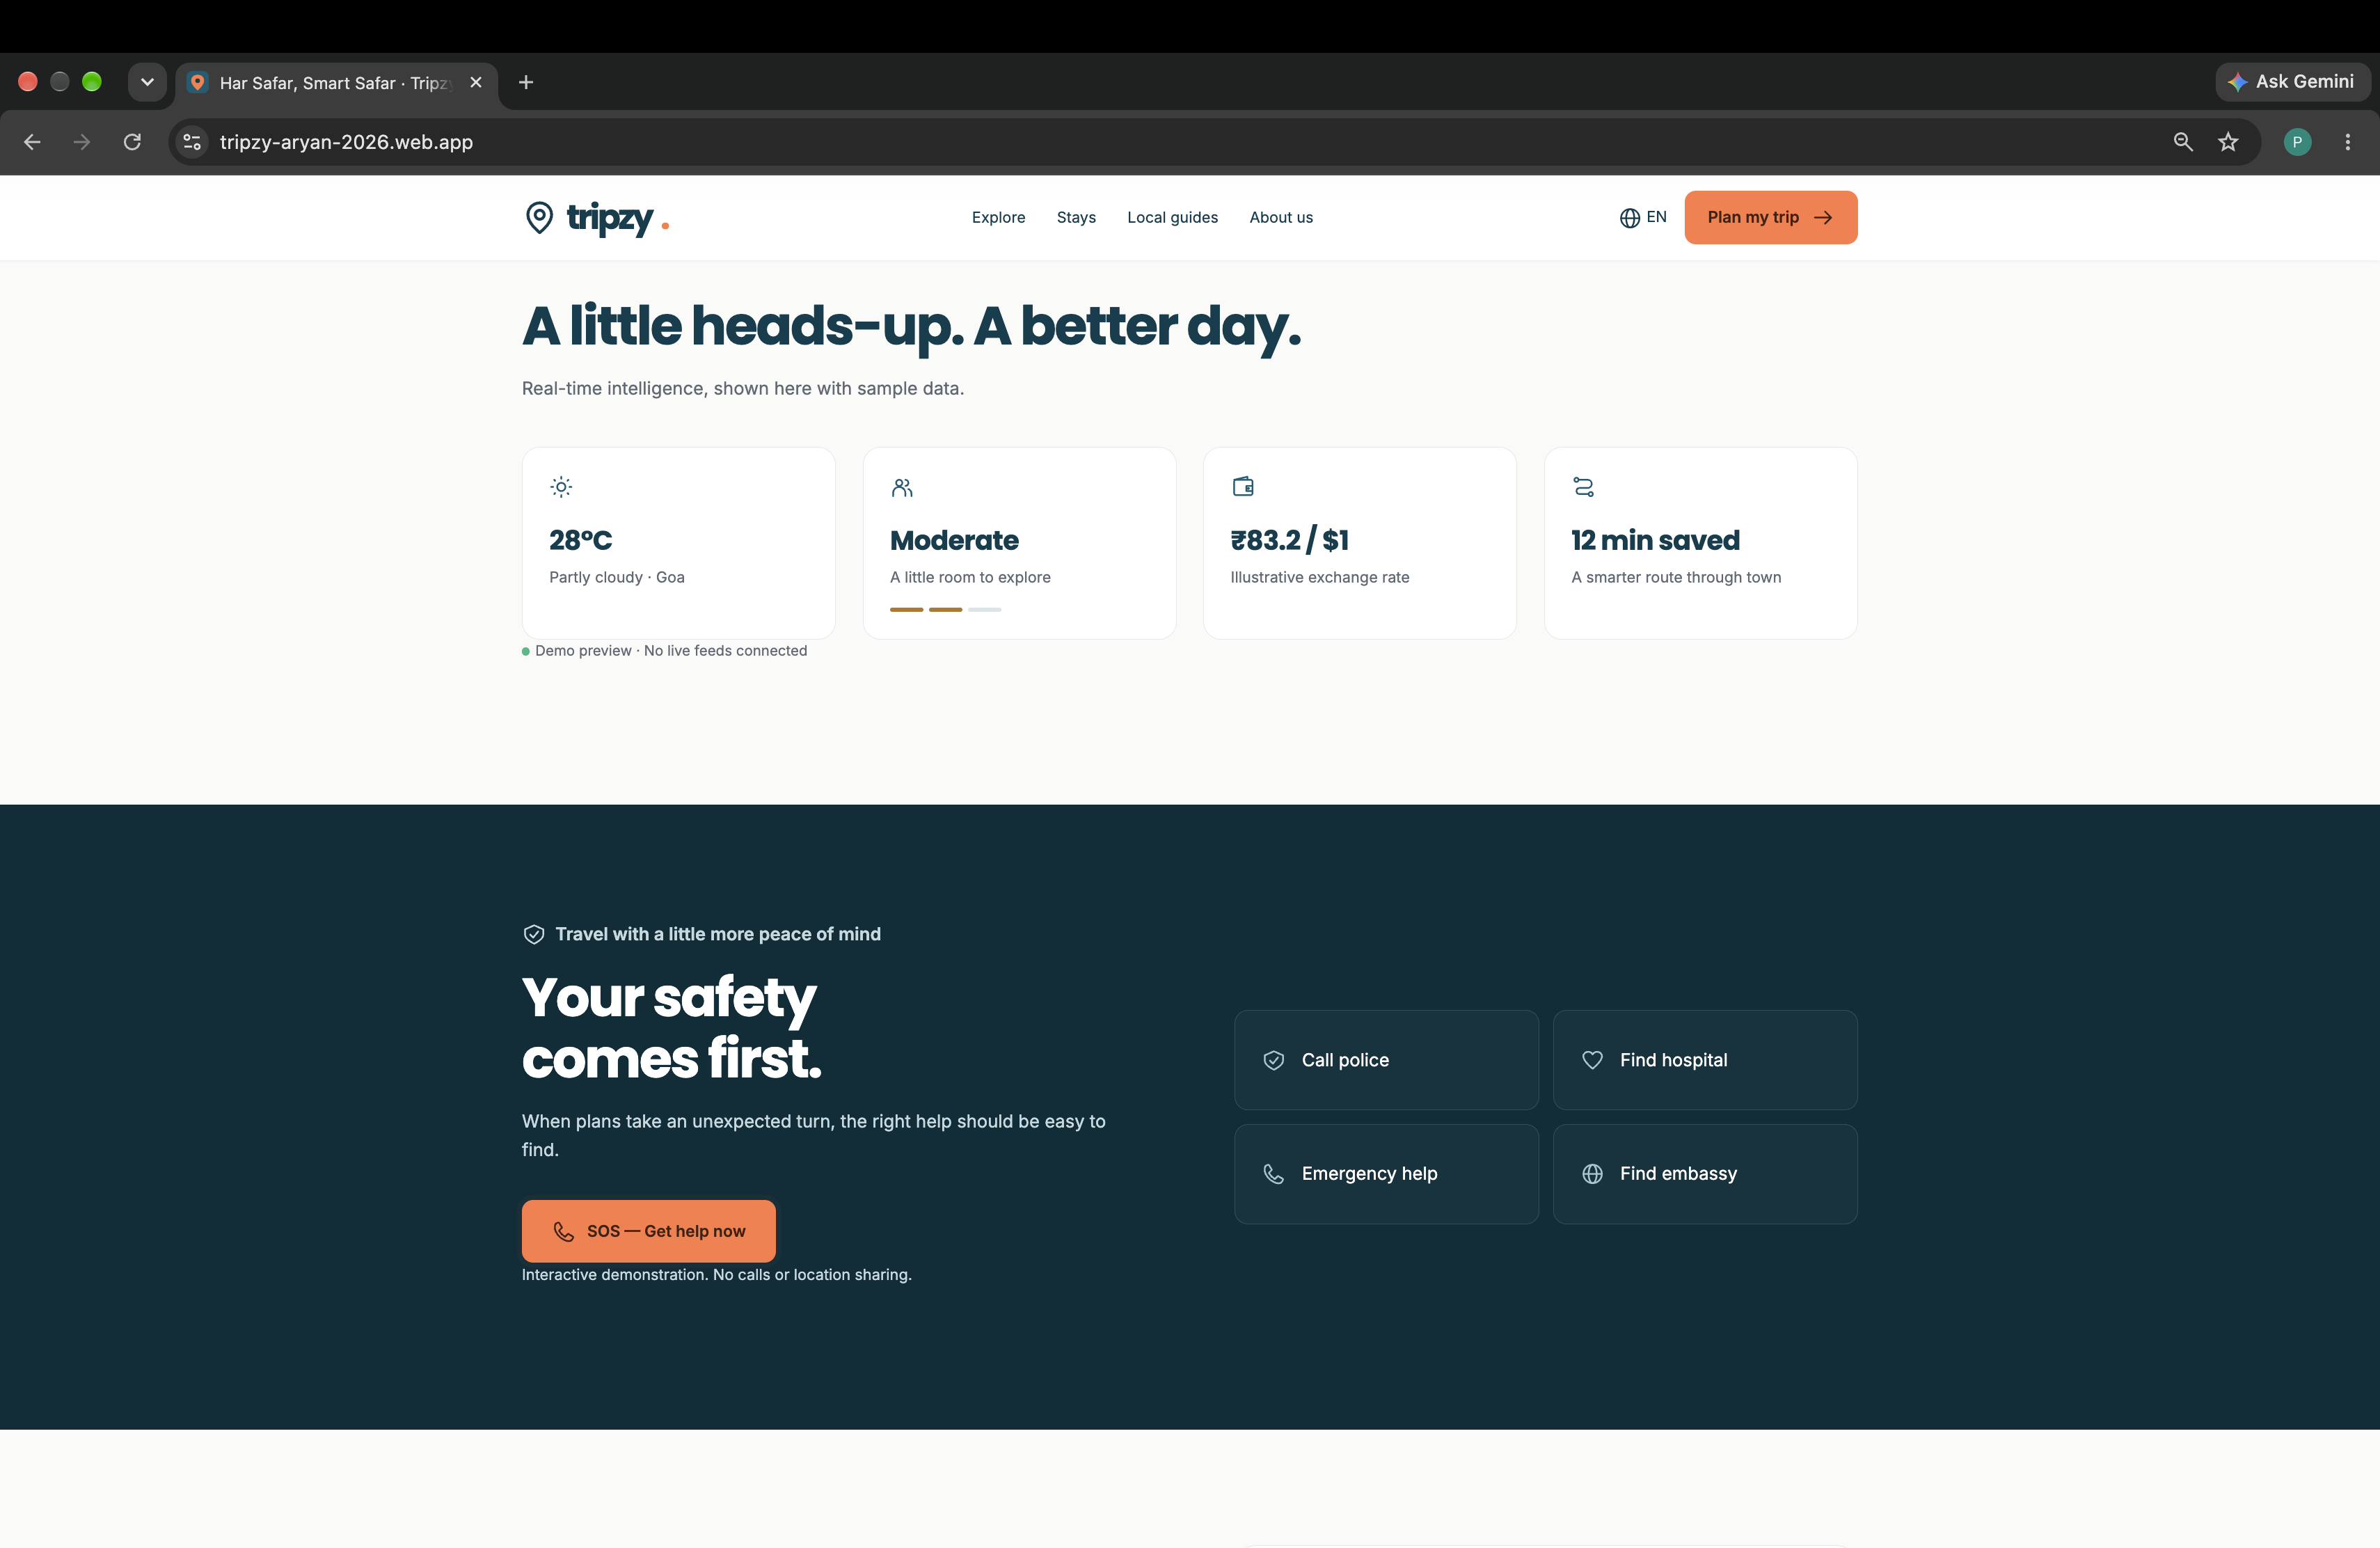 Har Safar, Smart Safar · Tripzy
Ask Gemini
tripzy-aryan-2026.web.app
P
tripzy.
Explore
Stays
Local guides
About us
EN
Plan my trip
A little heads-up. A better day.
Real-time intelligence, shown here with sample data.
28°C
Partly cloudy · Goa
Moderate
A little room to explore
₹83.2 / $1
Illustrative exchange rate
12 min saved
A smarter route through town
Demo preview · No live feeds connected
Travel with a little more peace of mind
Your safety
comes first.
When plans take an unexpected turn, the right help should be easy to
find.
SOS — Get help now
Interactive demonstration. No calls or location sharing.
Call police
Find hospital
Emergency help
Find embassy